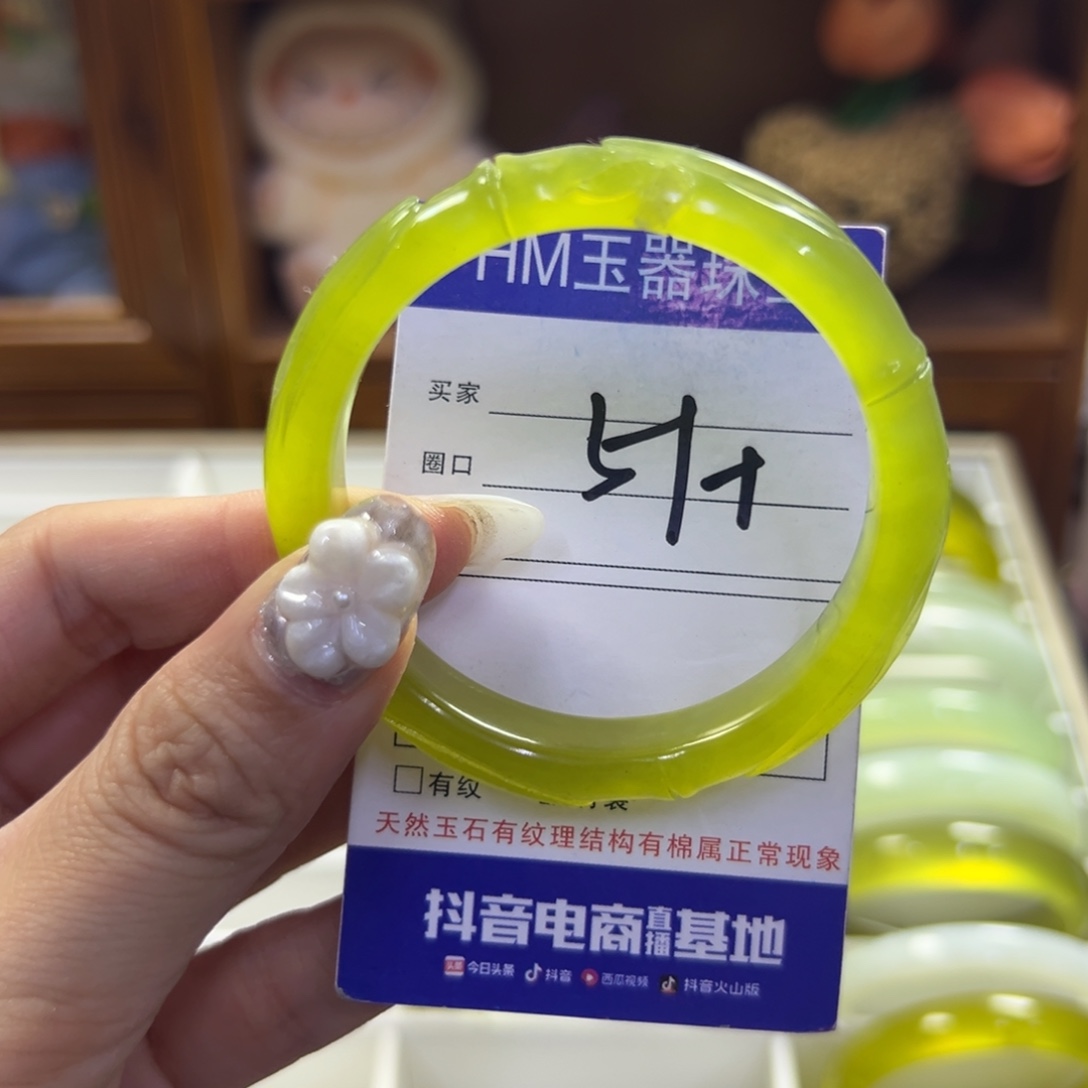 HM玉器珠
买家
圈口
有纹
天然玉石有纹理结构有棉属正常现象
抖音电商直播基地
今日头条 抖音 西瓜视频 抖音火山版